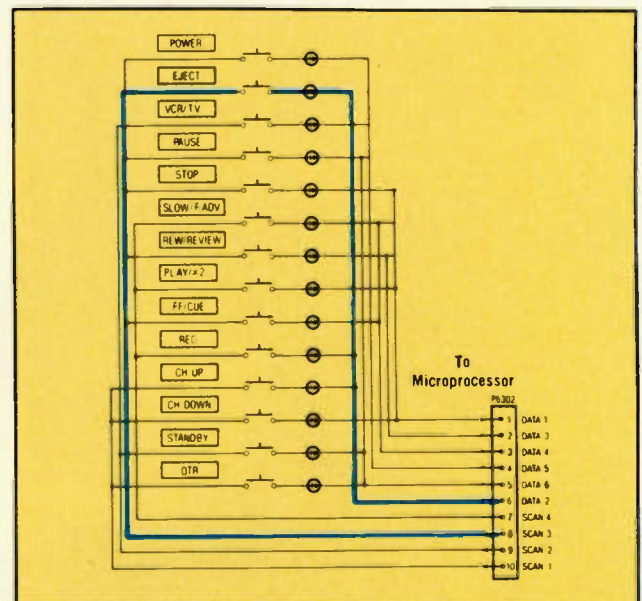 POWER
EJECT
VCR/TV
PAUSE
STOP
SLOW/F.ADV
REW/REVIEW
PLAY/×2
FF/CUE
REC
CH UP
CH DOWN
STANDBY
OTR
To
Microprocessor
P6302
1 DATA 1
2 DATA 3
3 DATA 4
4 DATA 5
5 DATA 6
6 DATA 2
7 SCAN 4
8 SCAN 3
9 SCAN 2
10 SCAN 1